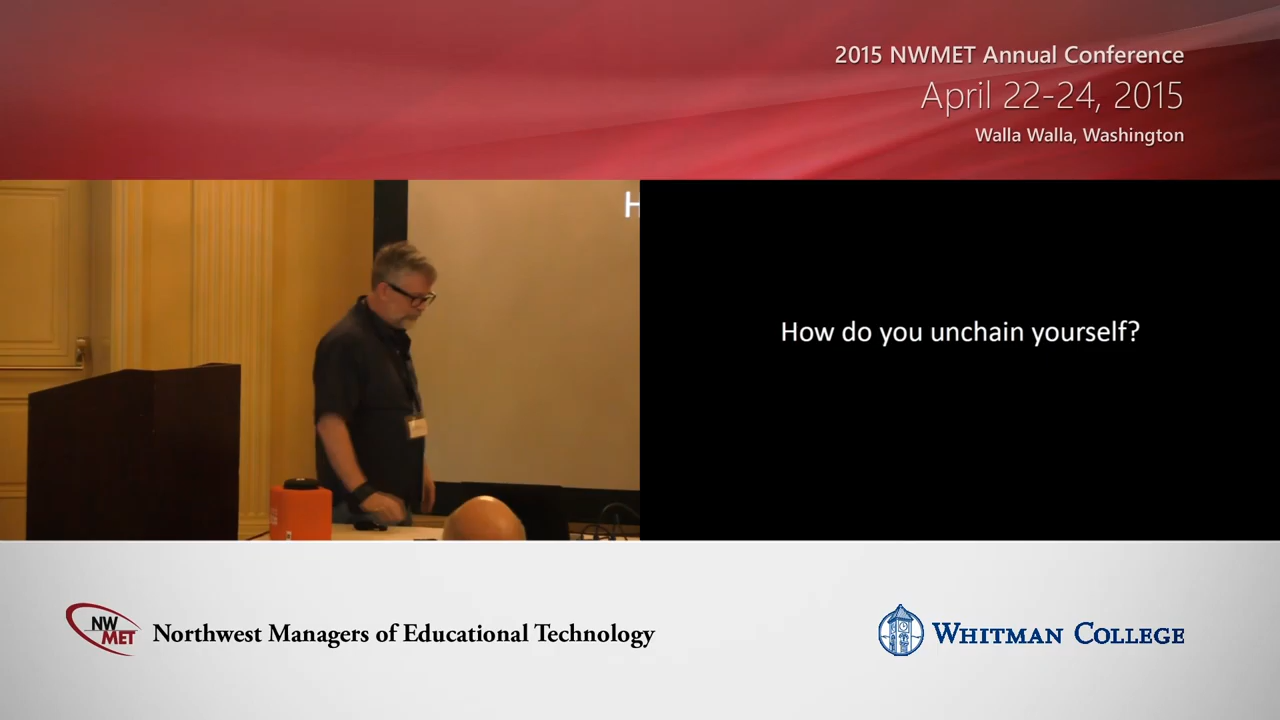 2015 NWMET Annual Conference
April 22-24, 2015
Walla Walla, Washington
H
How do you unchain yourself?
NW
MET
Northwest Managers of Educational Technology
WHITMAN COLLEGE